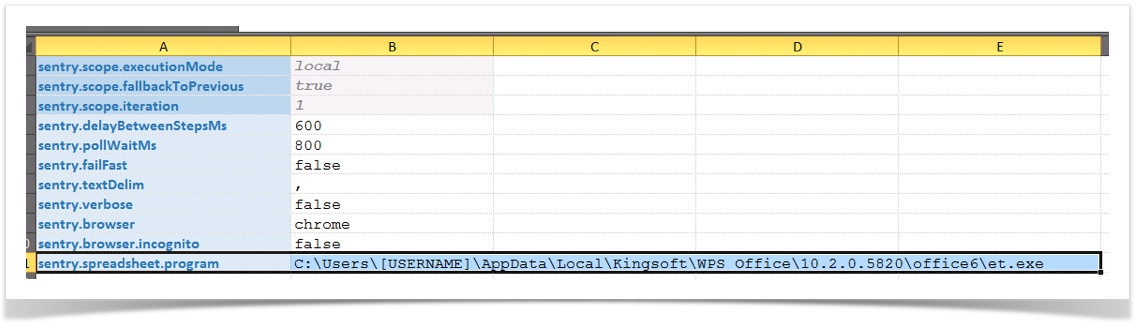 A B C D E
sentry.scope.executionMode local
sentry.scope.fallbackToPrevious true
sentry.scope.iteration 1
sentry.delayBetweenStepsMs 600
sentry.pollWaitMs 800
sentry.failFast false
sentry.textDelim ,
sentry.verbose false
sentry.browser chrome
sentry.browser.incognito false
sentry.spreadsheet.program C:\Users\[USERNAME]\AppData\Local\Kingsoft\WPS Office\10.2.0.5820\office6\et.exe